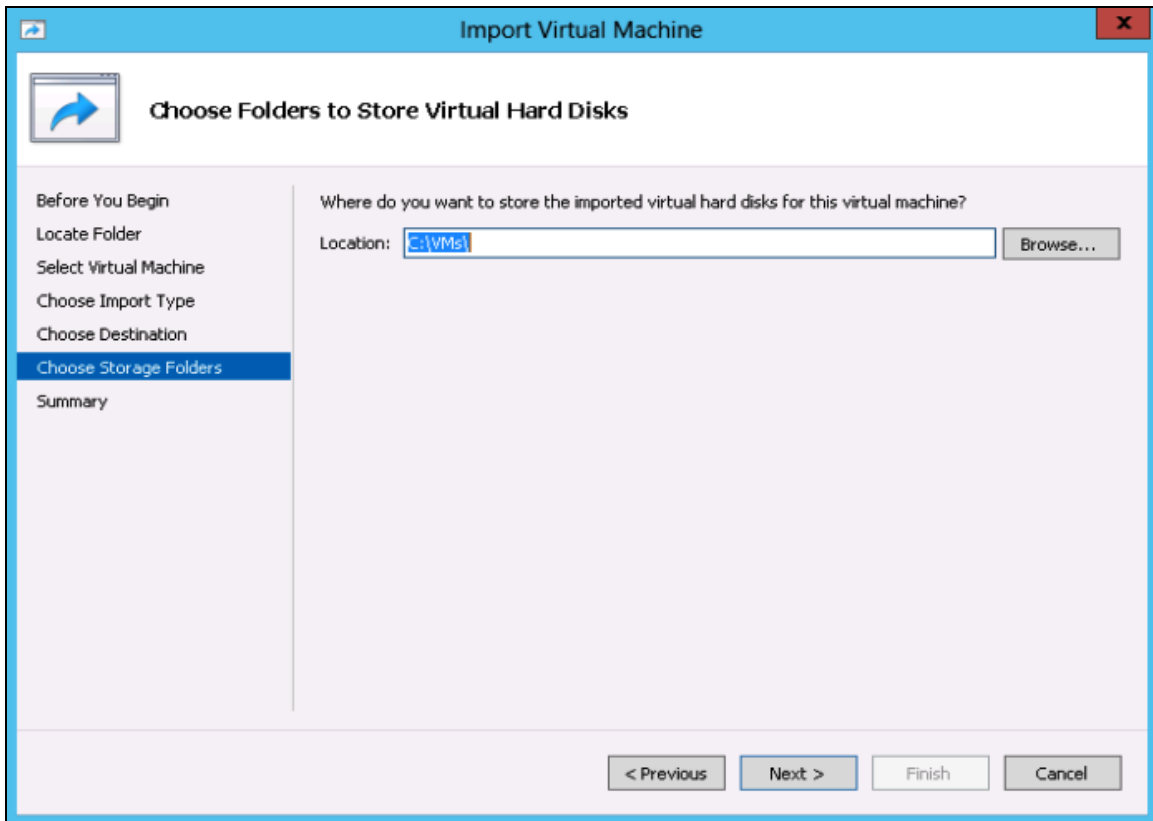 Import Virtual Machine
x
Choose Folders to Store Virtual Hard Disks
Before You Begin
Locate Folder
Select Virtual Machine
Choose Import Type
Choose Destination
Choose Storage Folders
Summary
Where do you want to store the imported virtual hard disks for this virtual machine?
Location: C:\VMs\ Browse...
< Previous Next > Finish Cancel